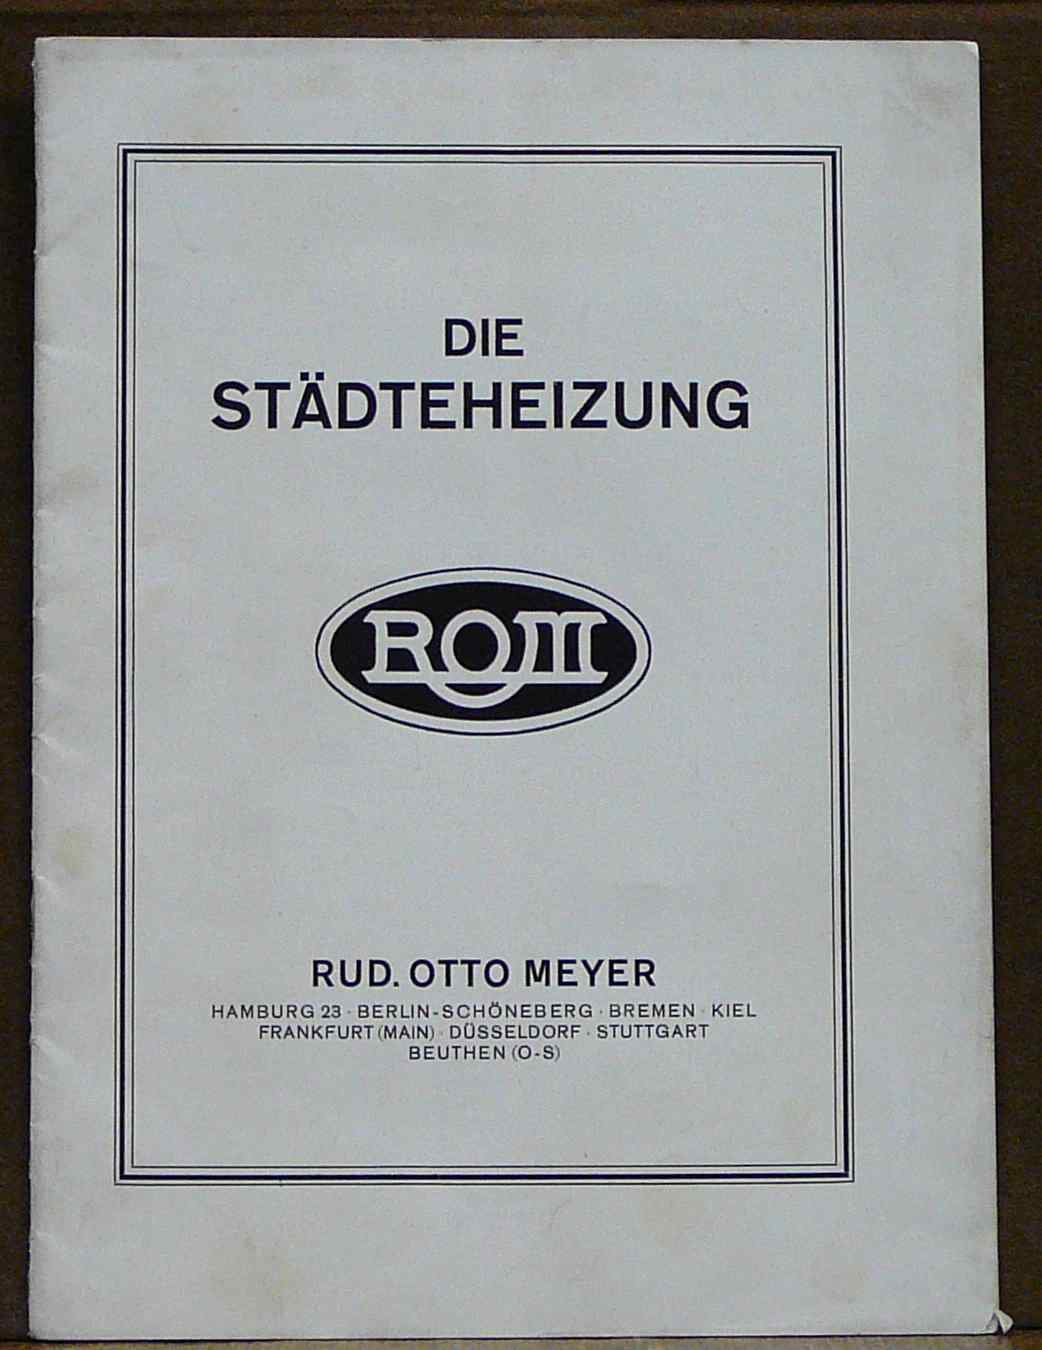 DIE
STÄDTEHEIZUNG
ROM
RUD. OTTO MEYER
HAMBURG 23 · BERLIN-SCHÖNEBERG · BREMEN · KIEL
FRANKFURT (MAIN) · DÜSSELDORF · STUTTGART
BEUTHEN (O-S)